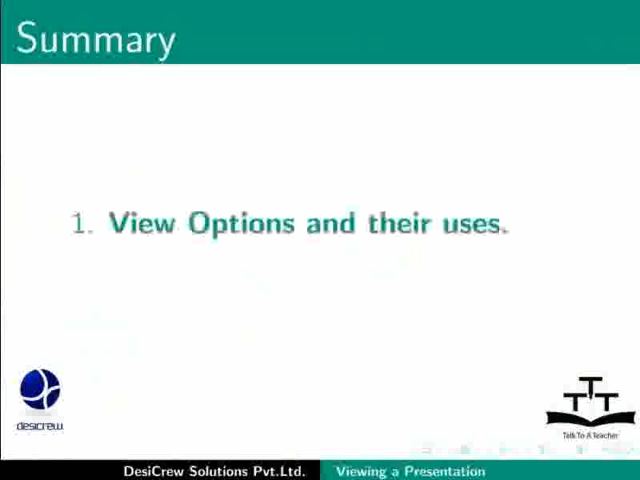 Summary
1. View Options and their uses.
desicrew
T T T
Talk To A Teacher
DesiCrew Solutions Pvt.Ltd. Viewing a Presentation